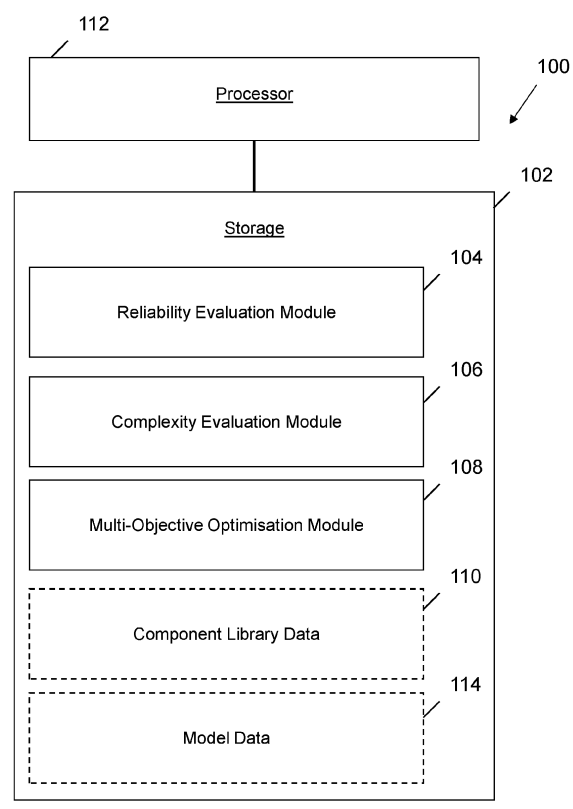 112
Processor
100
102
Storage
104
Reliability Evaluation Module
106
Complexity Evaluation Module
108
Multi-Objective Optimisation Module
110
Component Library Data
114
Model Data